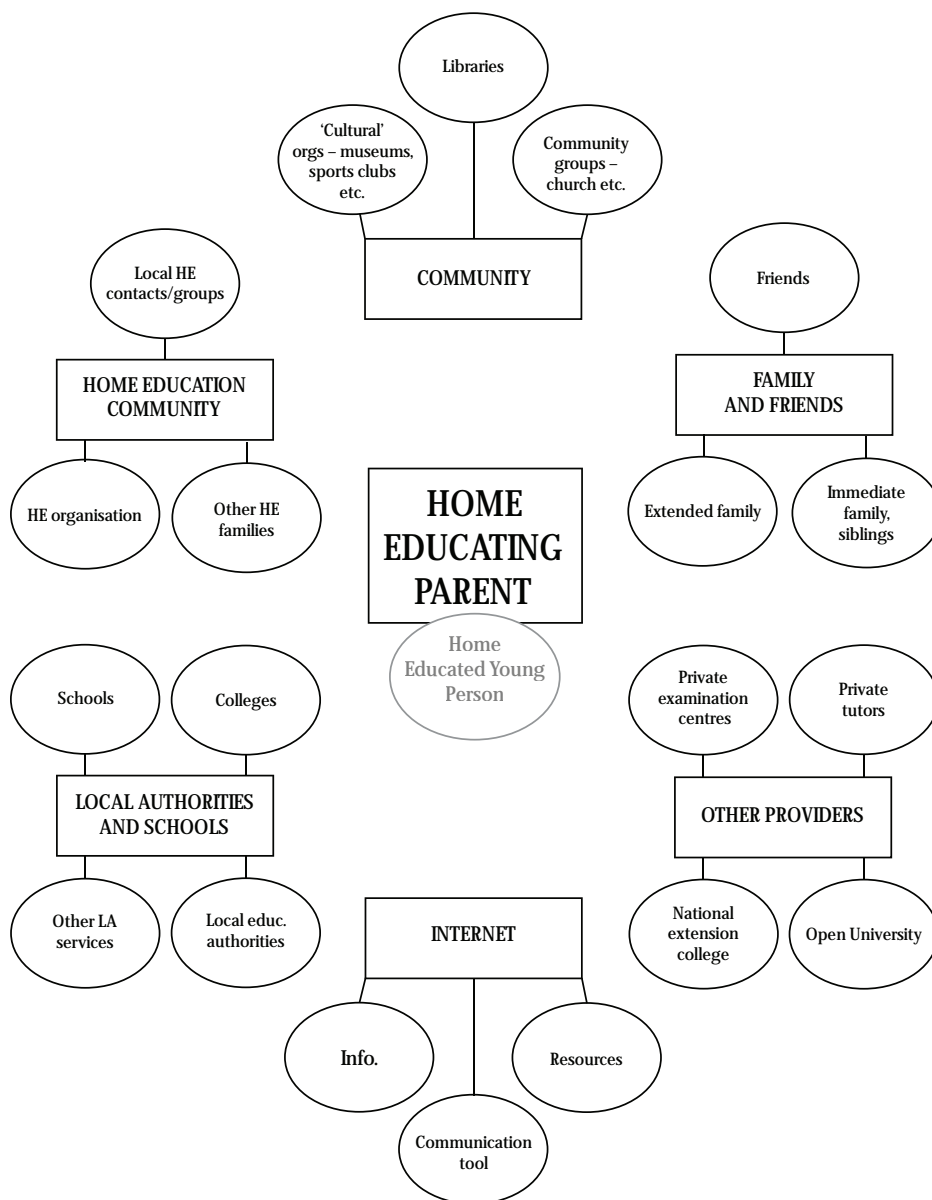 Libraries
‘Cultural’
orgs – museums,
sports clubs
etc.
Community
groups –
church etc.
COMMUNITY
Local HE
contacts/groups
HOME EDUCATION
COMMUNITY
HE organisation
Other HE
families
Friends
FAMILY
AND FRIENDS
Extended family
Immediate
family,
siblings
HOME
EDUCATING
PARENT
Home
Educated Young
Person
Schools
Colleges
LOCAL AUTHORITIES
AND SCHOOLS
Other LA
services
Local educ.
authorities
Private
examination
centres
Private
tutors
OTHER PROVIDERS
National
extension
college
Open University
INTERNET
Info.
Resources
Communication
tool